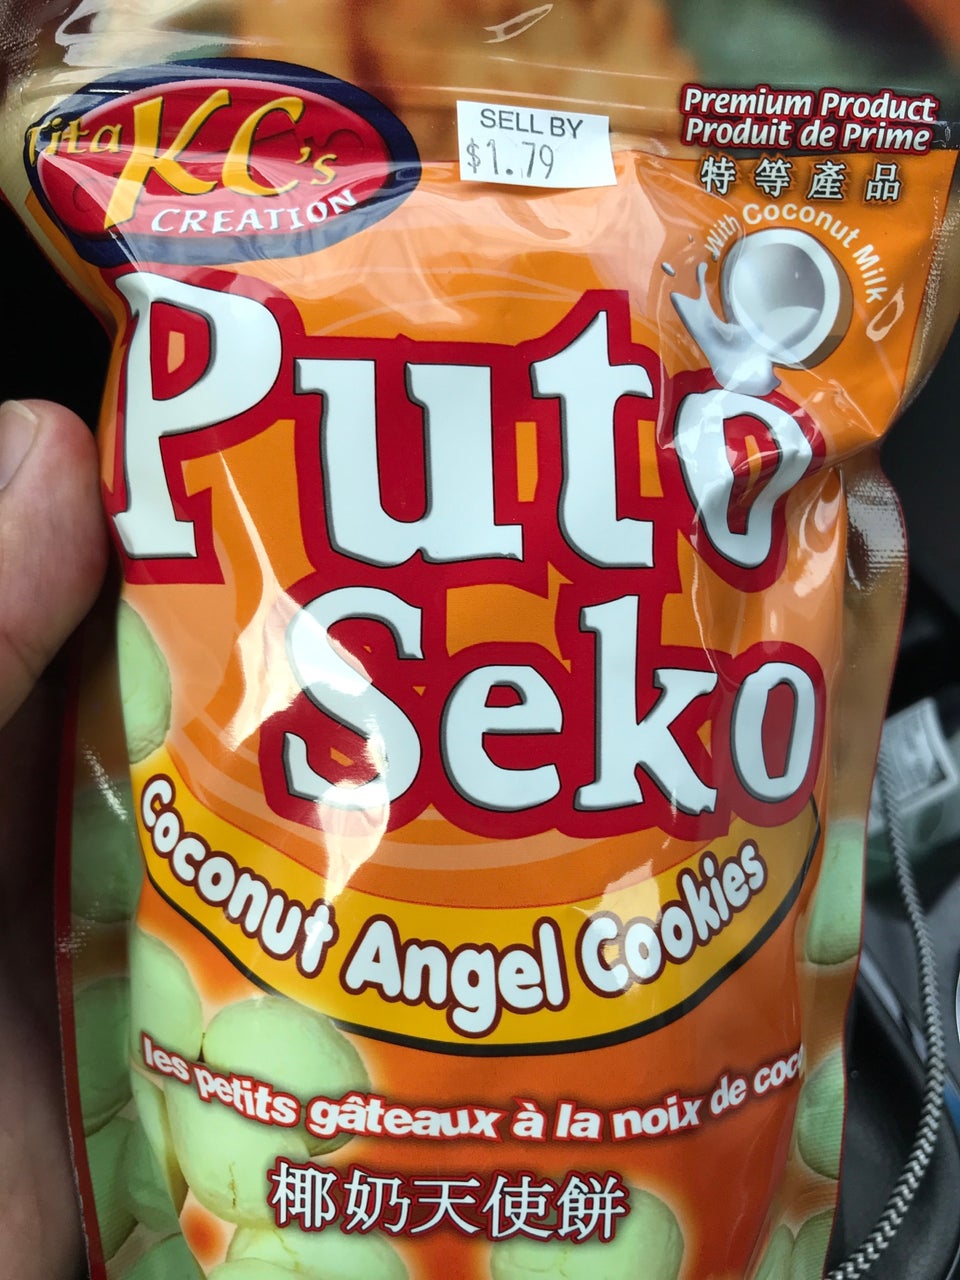 Tita
KC's
CREATION
SELL BY
$1.79
Premium Product
Produit de Prime
特等產品
With Coconut Milk
Puto
Seko
Coconut Angel Cookies
les petits gâteaux à la noix de coco
椰奶天使餅